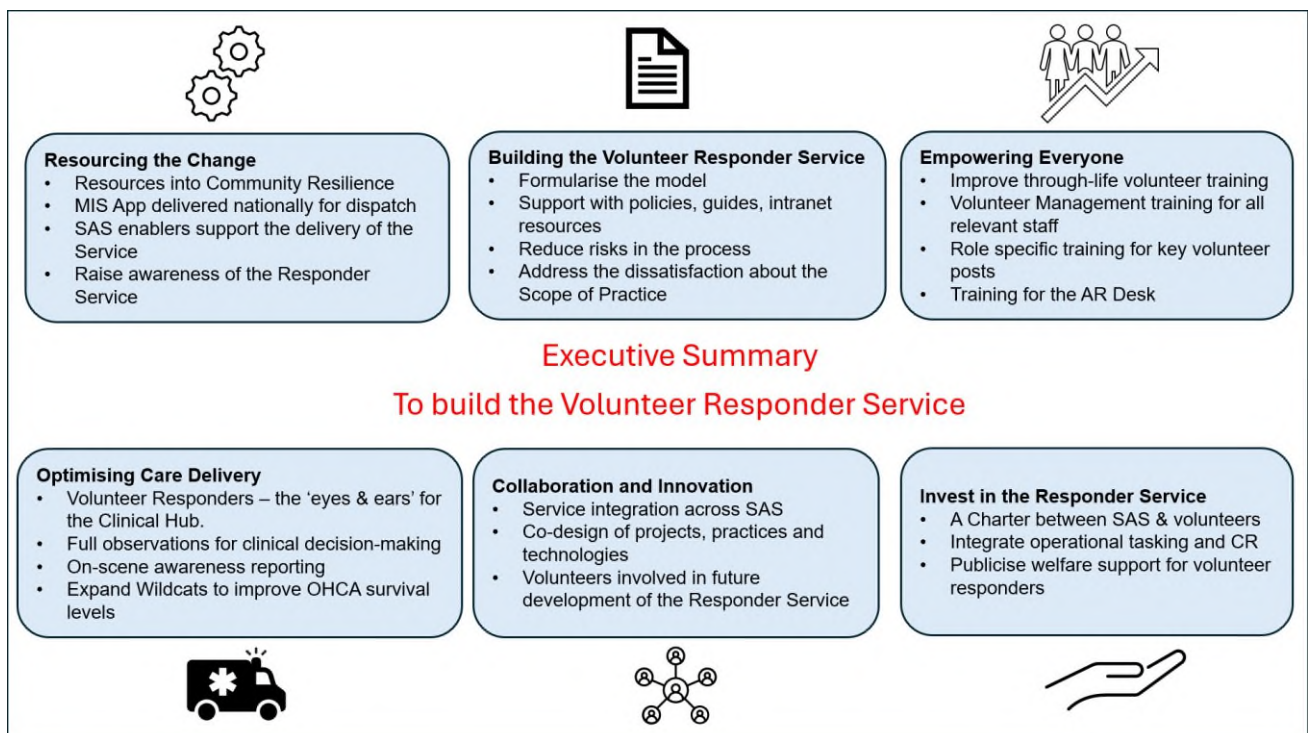 Resourcing the Change
• Resources into Community Resilience
• MIS App delivered nationally for dispatch
• SAS enablers support the delivery of the
Service
• Raise awareness of the Responder
Service
Building the Volunteer Responder Service
• Formularise the model
• Support with policies, guides, intranet
resources
• Reduce risks in the process
• Address the dissatisfaction about the
Scope of Practice
Empowering Everyone
• Improve through-life volunteer training
• Volunteer Management training for all
relevant staff
• Role specific training for key volunteer
posts
• Training for the AR Desk
Executive Summary
To build the Volunteer Responder Service
Optimising Care Delivery
• Volunteer Responders – the ‘eyes & ears’ for
the Clinical Hub.
• Full observations for clinical decision-making
• On-scene awareness reporting
• Expand Wildcats to improve OHCA survival
levels
Collaboration and Innovation
• Service integration across SAS
• Co-design of projects, practices and
technologies
• Volunteers involved in future
development of the Responder Service
Invest in the Responder Service
• A Charter between SAS & volunteers
• Integrate operational tasking and CR
• Publicise welfare support for volunteer
responders